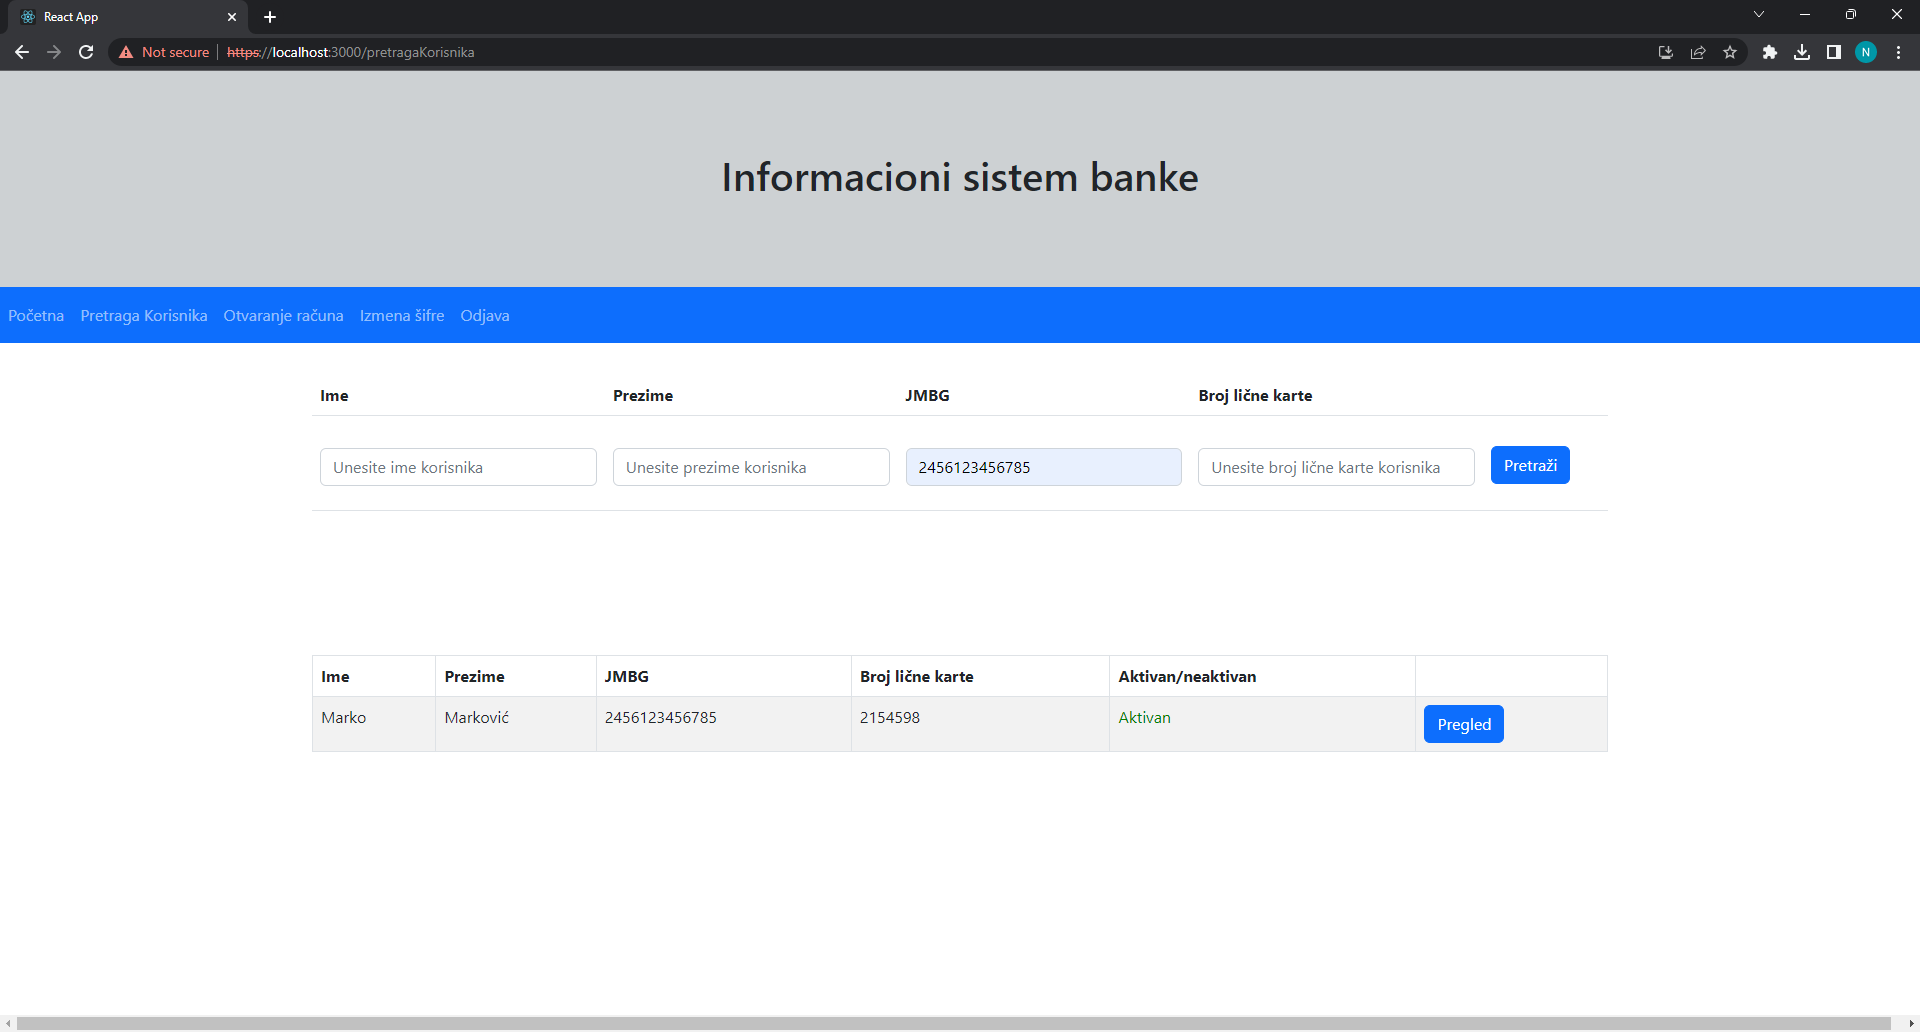 React App
Not secure https://localhost:3000/pretragaKorisnika N
Informacioni sistem banke
Početna Pretraga Korisnika Otvaranje računa Izmena šifre Odjava
Ime Prezime JMBG Broj lične karte
Unesite ime korisnika Unesite prezime korisnika 2456123456785 Unesite broj lične karte korisnika Pretraži
Ime Prezime JMBG Broj lične karte Aktivan/neaktivan
Marko Marković 2456123456785 2154598 Aktivan Pregled